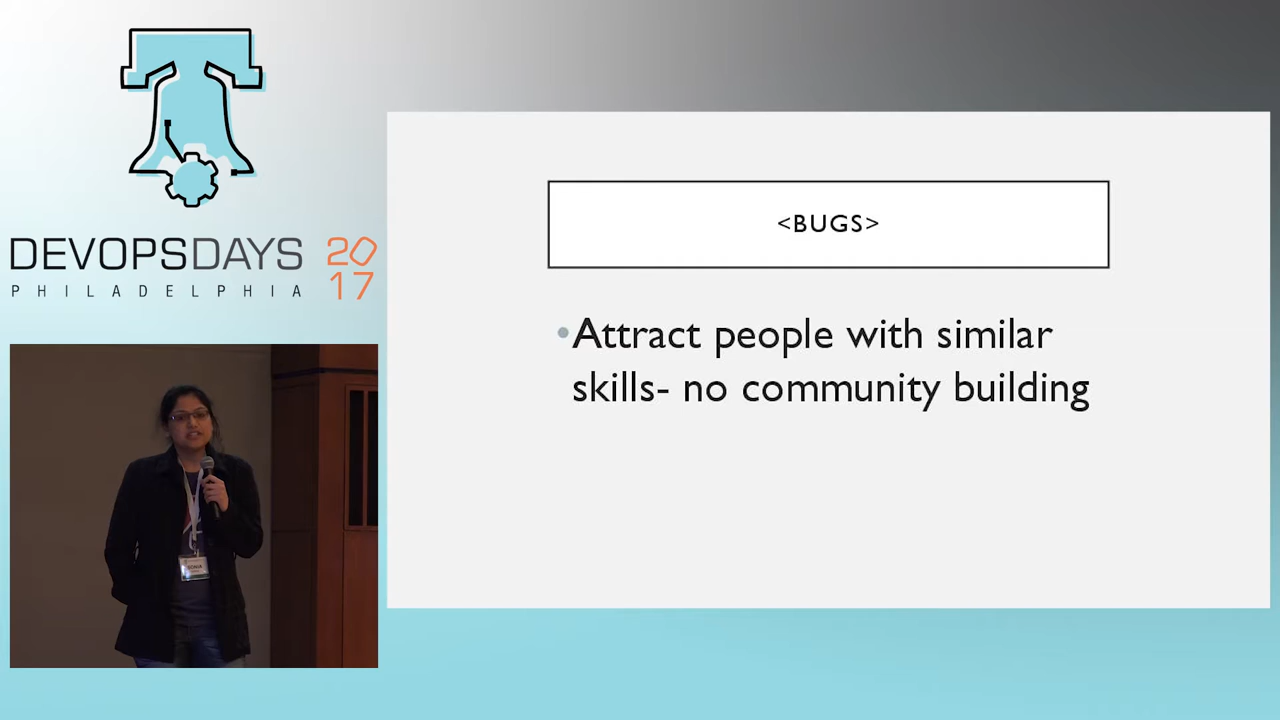 DEVOPSDAYS 2017
PHILADELPHIA
<BUGS>
•Attract people with similar
skills- no community building